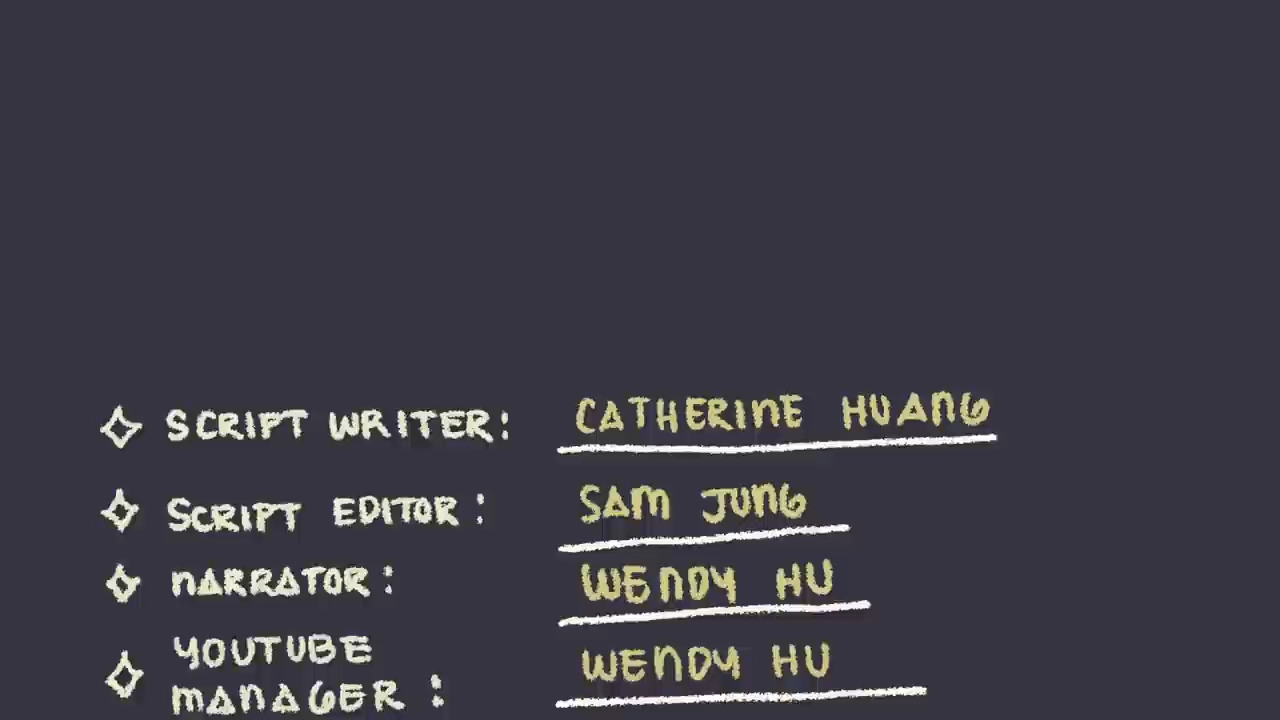 SCRIPT WRITER: CATHERINE HUANG
SCRIPT EDITOR: SAM JUNG
NARRATOR: WENDY HU
YOUTUBE
MANAGER: WENDY HU